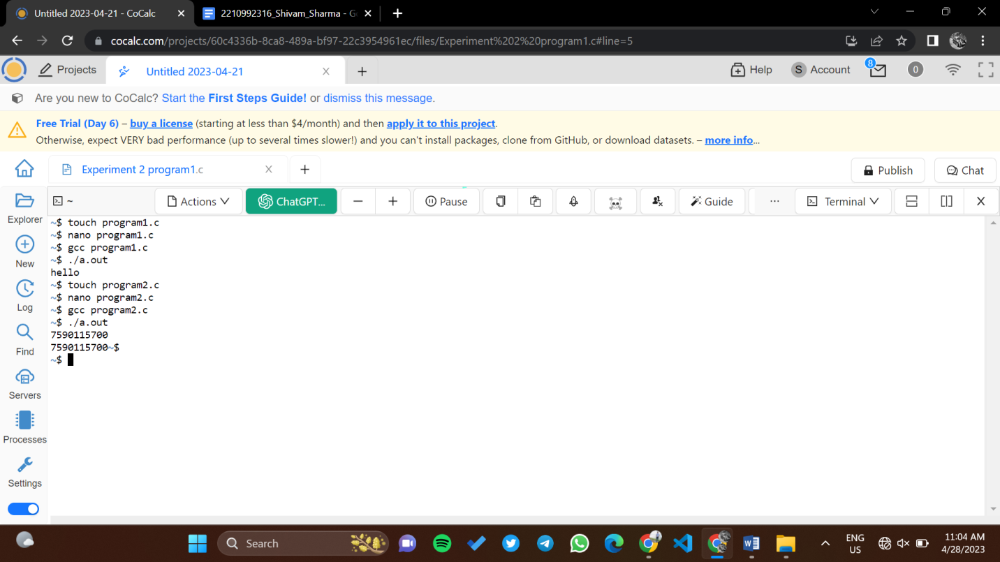 Untitled 2023-04-21 - CoCalc
2210992316_Shivam_Sharma - G
cocalc.com/projects/60c4336b-8ca8-489a-bf97-22c3954961ec/files/Experiment%202%20program1.c#line=5
Projects
Untitled 2023-04-21
Help
S Account
8
0
Are you new to CoCalc? Start the First Steps Guide! or dismiss this message.
Free Trial (Day 6) – buy a license (starting at less than $4/month) and then apply it to this project.
Otherwise, expect VERY bad performance (up to several times slower!) and you can't install packages, clone from GitHub, or download datasets. – more info...
Experiment 2 program1.c
Publish
Chat
~
Actions
ChatGPT...
Pause
Guide
...
Terminal
Explorer
New
Log
Find
Servers
Processes
Settings
~$ touch program1.c
~$ nano program1.c
~$ gcc program1.c
~$ ./a.out
hello
~$ touch program2.c
~$ nano program2.c
~$ gcc program2.c
~$ ./a.out
7590115700
7590115700~$
~$
Search
ENG
US
11:04 AM
4/28/2023